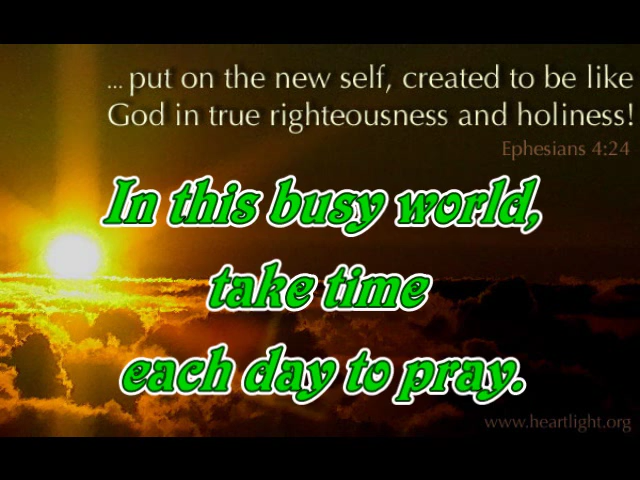 ... put on the new self, created to be like
God in true righteousness and holiness!
Ephesians 4:24
In this busy world,
take time
each day to pray.
www.heartlight.org